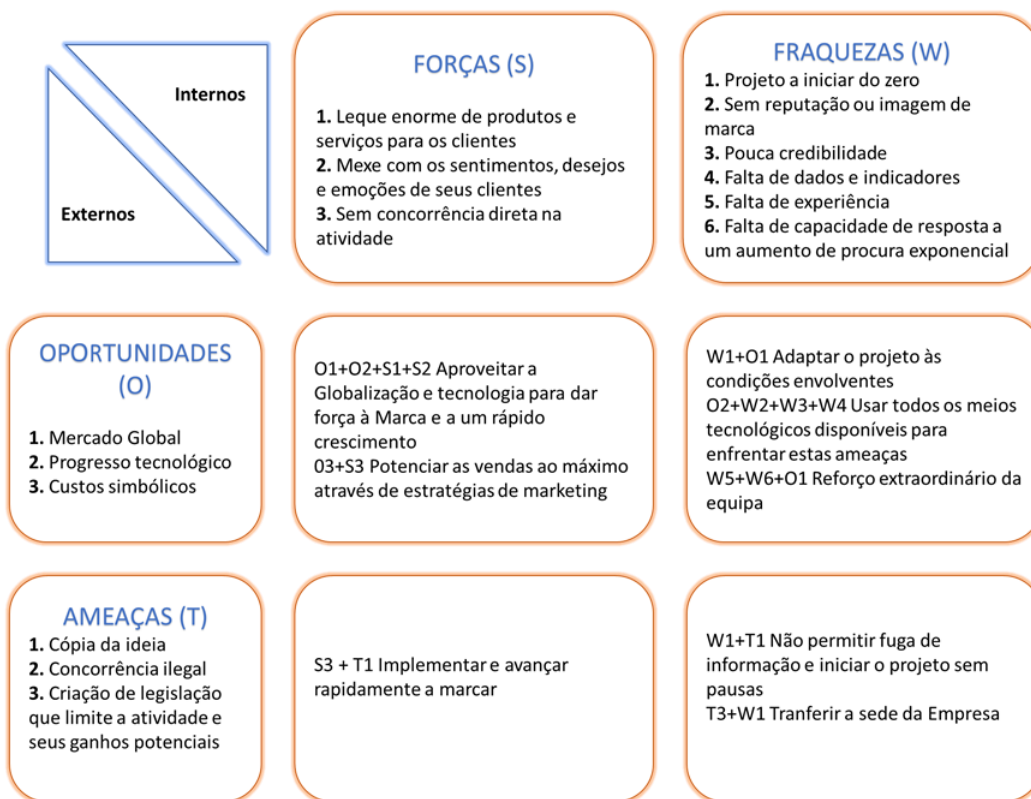 Internos
Externos
FORÇAS (S)
1. Leque enorme de produtos e
serviços para os clientes
2. Mexe com os sentimentos, desejos
e emoções de seus clientes
3. Sem concorrência direta na
atividade
FRAQUEZAS (W)
1. Projeto a iniciar do zero
2. Sem reputação ou imagem de
marca
3. Pouca credibilidade
4. Falta de dados e indicadores
5. Falta de experiência
6. Falta de capacidade de resposta a
um aumento de procura exponencial
OPORTUNIDADES
(O)
1. Mercado Global
2. Progresso tecnológico
3. Custos simbólicos
O1+O2+S1+S2 Aproveitar a
Globalização e tecnologia para dar
força à Marca e a um rápido
crescimento
03+S3 Potenciar as vendas ao máximo
através de estratégias de marketing
W1+O1 Adaptar o projeto às
condições envolventes
O2+W2+W3+W4 Usar todos os meios
tecnológicos disponíveis para
enfrentar estas ameaças
W5+W6+O1 Reforço extraordinário da
equipa
AMEAÇAS (T)
1. Cópia da ideia
2. Concorrência ilegal
3. Criação de legislação
que limite a atividade e
seus ganhos potenciais
S3 + T1 Implementar e avançar
rapidamente a marcar
W1+T1 Não permitir fuga de
informação e iniciar o projeto sem
pausas
T3+W1 Tranferir a sede da Empresa